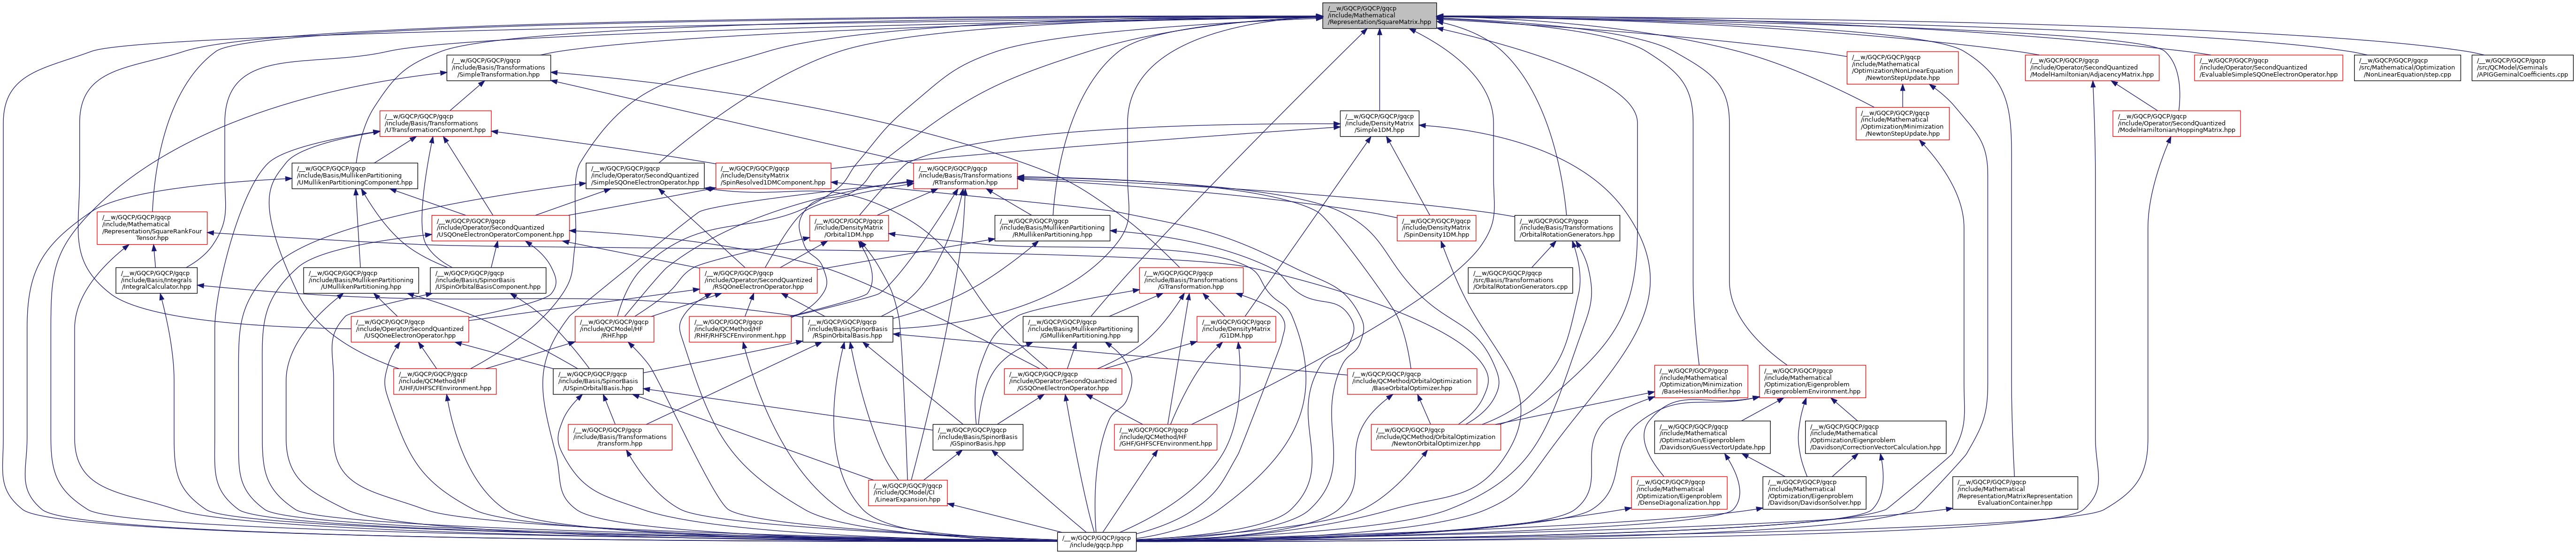 /__w/GQCP/GQCP/gqcp
/include/Mathematical
/Representation/SquareMatrix.hpp
/__w/GQCP/GQCP/gqcp
/include/Basis/Transformations
/SimpleTransformation.hpp
/__w/GQCP/GQCP/gqcp
/include/Mathematical
/Optimization/NonLinearEquation
/NewtonStepUpdate.hpp
/__w/GQCP/GQCP/gqcp
/include/Operator/SecondQuantized
/ModelHamiltonian/AdjacencyMatrix.hpp
/__w/GQCP/GQCP/gqcp
/include/Operator/SecondQuantized
/EvaluableSimpleSQOneElectronOperator.hpp
/__w/GQCP/GQCP/gqcp
/src/Mathematical/Optimization
/NonLinearEquation/step.cpp
/__w/GQCP/GQCP/gqcp
/src/QCModel/Geminals
/APIGGeminalCoefficients.cpp
/__w/GQCP/GQCP/gqcp
/include/Basis/Transformations
/UTransformationComponent.hpp
/__w/GQCP/GQCP/gqcp
/include/DensityMatrix
/Simple1DM.hpp
/__w/GQCP/GQCP/gqcp
/include/Mathematical
/Optimization/Minimization
/NewtonStepUpdate.hpp
/__w/GQCP/GQCP/gqcp
/include/Operator/SecondQuantized
/ModelHamiltonian/HoppingMatrix.hpp
/__w/GQCP/GQCP/gqcp
/include/Basis/MullikenPartitioning
/UMullikenPartitioningComponent.hpp
/__w/GQCP/GQCP/gqcp
/include/Operator/SecondQuantized
/SimpleSQOneElectronOperator.hpp
/__w/GQCP/GQCP/gqcp
/include/DensityMatrix
/SpinResolved1DMComponent.hpp
/__w/GQCP/GQCP/gqcp
/include/Basis/Transformations
/RTransformation.hpp
/__w/GQCP/GQCP/gqcp
/include/Mathematical
/Representation/SquareRankFour
Tensor.hpp
/__w/GQCP/GQCP/gqcp
/include/Operator/SecondQuantized
/USQOneElectronOperatorComponent.hpp
/__w/GQCP/GQCP/gqcp
/include/DensityMatrix
/Orbital1DM.hpp
/__w/GQCP/GQCP/gqcp
/include/Basis/MullikenPartitioning
/RMullikenPartitioning.hpp
/__w/GQCP/GQCP/gqcp
/include/DensityMatrix
/SpinDensity1DM.hpp
/__w/GQCP/GQCP/gqcp
/include/Basis/Transformations
/OrbitalRotationGenerators.hpp
/__w/GQCP/GQCP/gqcp
/include/Basis/Integrals
/IntegralCalculator.hpp
/__w/GQCP/GQCP/gqcp
/include/Basis/MullikenPartitioning
/UMullikenPartitioning.hpp
/__w/GQCP/GQCP/gqcp
/include/Basis/SpinorBasis
/USpinOrbitalBasisComponent.hpp
/__w/GQCP/GQCP/gqcp
/include/Operator/SecondQuantized
/RSQOneElectronOperator.hpp
/__w/GQCP/GQCP/gqcp
/include/Basis/Transformations
/GTransformation.hpp
/__w/GQCP/GQCP/gqcp
/src/Basis/Transformations
/OrbitalRotationGenerators.cpp
/__w/GQCP/GQCP/gqcp
/include/Operator/SecondQuantized
/USQOneElectronOperator.hpp
/__w/GQCP/GQCP/gqcp
/include/QCModel/HF
/RHF.hpp
/__w/GQCP/GQCP/gqcp
/include/QCMethod/HF
/RHF/RHFSCFEnvironment.hpp
/__w/GQCP/GQCP/gqcp
/include/Basis/SpinorBasis
/RSpinOrbitalBasis.hpp
/__w/GQCP/GQCP/gqcp
/include/Basis/MullikenPartitioning
/GMullikenPartitioning.hpp
/__w/GQCP/GQCP/gqcp
/include/DensityMatrix
/G1DM.hpp
/__w/GQCP/GQCP/gqcp
/include/QCMethod/HF
/UHF/UHFSCFEnvironment.hpp
/__w/GQCP/GQCP/gqcp
/include/Basis/SpinorBasis
/USpinOrbitalBasis.hpp
/__w/GQCP/GQCP/gqcp
/include/Operator/SecondQuantized
/GSQOneElectronOperator.hpp
/__w/GQCP/GQCP/gqcp
/include/QCMethod/OrbitalOptimization
/BaseOrbitalOptimizer.hpp
/__w/GQCP/GQCP/gqcp
/include/Mathematical
/Optimization/Minimization
/BaseHessianModifier.hpp
/__w/GQCP/GQCP/gqcp
/include/Mathematical
/Optimization/Eigenproblem
/EigenproblemEnvironment.hpp
/__w/GQCP/GQCP/gqcp
/include/Basis/Transformations
/transform.hpp
/__w/GQCP/GQCP/gqcp
/include/Basis/SpinorBasis
/GSpinorBasis.hpp
/__w/GQCP/GQCP/gqcp
/include/QCMethod/HF
/GHF/GHFSCFEnvironment.hpp
/__w/GQCP/GQCP/gqcp
/include/QCMethod/OrbitalOptimization
/NewtonOrbitalOptimizer.hpp
/__w/GQCP/GQCP/gqcp
/include/Mathematical
/Optimization/Eigenproblem
/Davidson/GuessVectorUpdate.hpp
/__w/GQCP/GQCP/gqcp
/include/Mathematical
/Optimization/Eigenproblem
/Davidson/CorrectionVectorCalculation.hpp
/__w/GQCP/GQCP/gqcp
/include/QCModel/CI
/LinearExpansion.hpp
/__w/GQCP/GQCP/gqcp
/include/Mathematical
/Optimization/Eigenproblem
/DenseDiagonalization.hpp
/__w/GQCP/GQCP/gqcp
/include/Mathematical
/Optimization/Eigenproblem
/Davidson/DavidsonSolver.hpp
/__w/GQCP/GQCP/gqcp
/include/Mathematical
/Representation/MatrixRepresentation
EvaluationContainer.hpp
/__w/GQCP/GQCP/gqcp
/include/gqcp.hpp